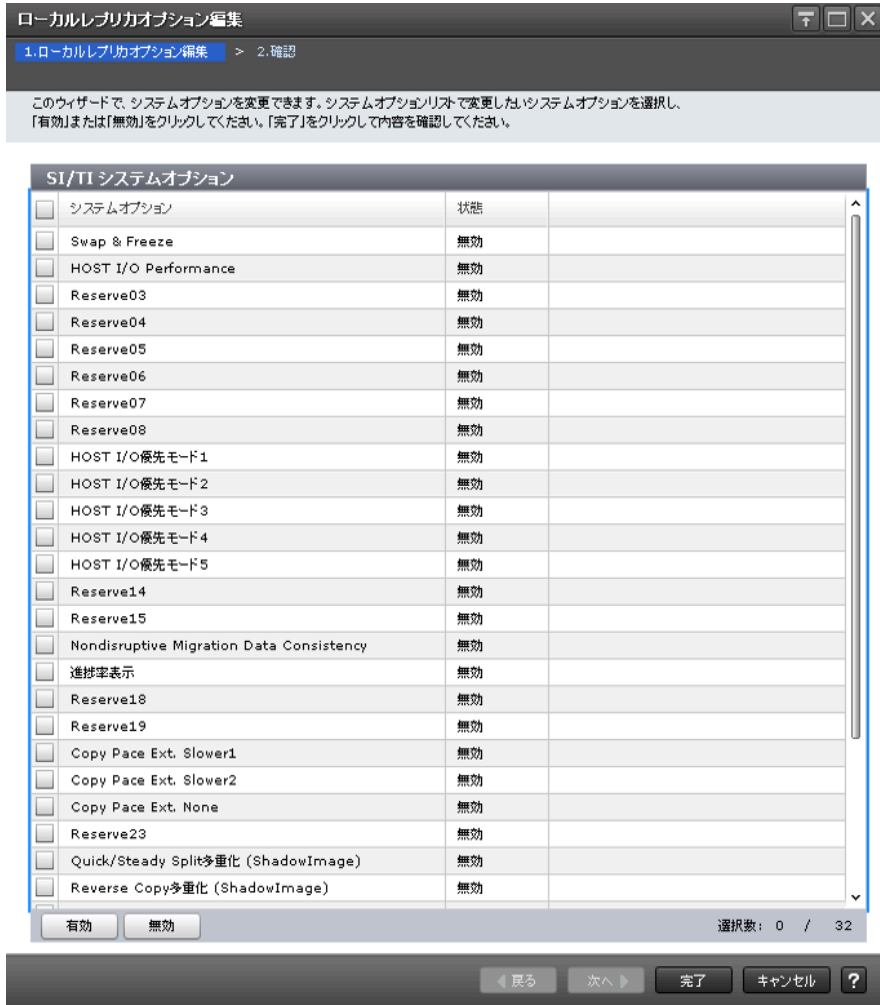 ローカルレプリカオプション編集
1.ローカルレプリカオプション編集 > 2.確認
このウィザードで、システムオプションを変更できます。システムオプションリストで変更したいシステムオプションを選択し、
「有効」または「無効」をクリックしてください。「完了」をクリックして内容を確認してください。
SI/TI システムオプション
システムオプション 状態
Swap & Freeze 無効
HOST I/O Performance 無効
Reserve03 無効
Reserve04 無効
Reserve05 無効
Reserve06 無効
Reserve07 無効
Reserve08 無効
HOST I/O優先モード1 無効
HOST I/O優先モード2 無効
HOST I/O優先モード3 無効
HOST I/O優先モード4 無効
HOST I/O優先モード5 無効
Reserve14 無効
Reserve15 無効
Nondisruptive Migration Data Consistency 無効
進捗率表示 無効
Reserve18 無効
Reserve19 無効
Copy Pace Ext. Slower1 無効
Copy Pace Ext. Slower2 無効
Copy Pace Ext. None 無効
Reserve23 無効
Quick/Steady Split多重化 (ShadowImage) 無効
Reverse Copy多重化 (ShadowImage) 無効
有効 無効 選択数: 0 / 32
戻る 次へ 完了 キャンセル ?